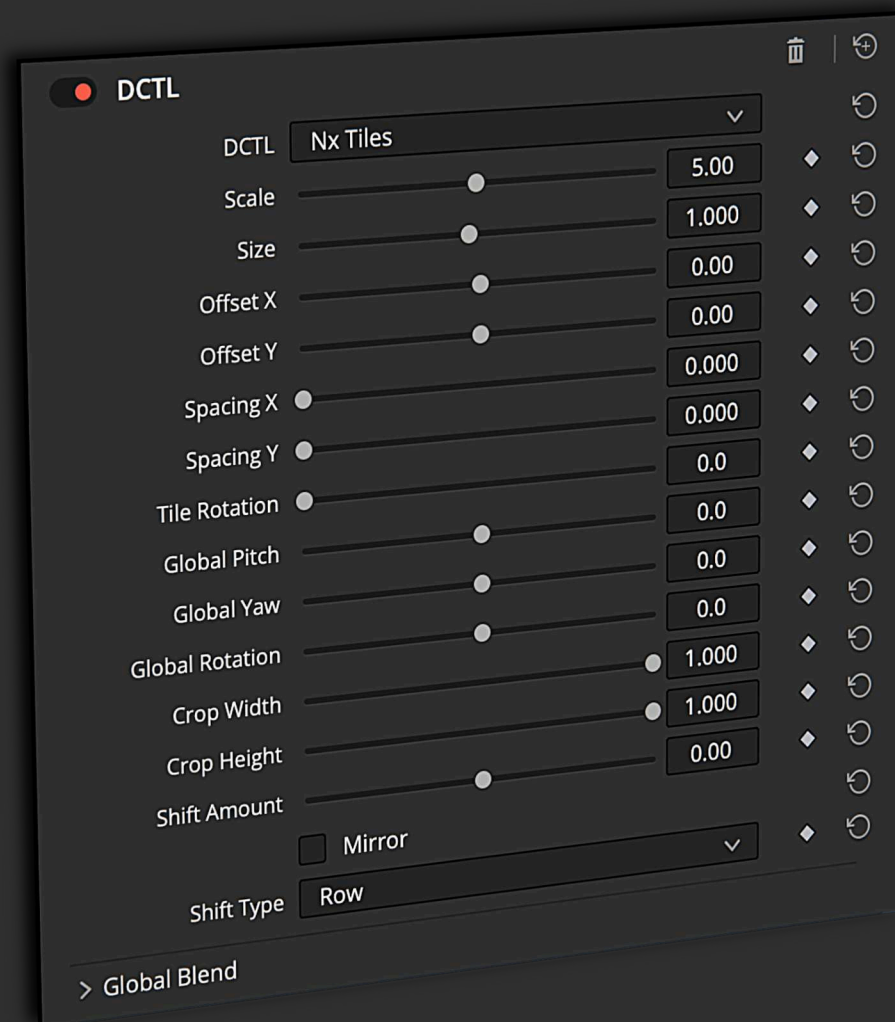 DCTL
DCTL Nx Tiles
Scale 5.00
Size 1.000
Offset X 0.00
Offset Y 0.00
Spacing X 0.000
Spacing Y 0.000
Tile Rotation 0.0
Global Pitch 0.0
Global Yaw 0.0
Global Rotation 0.0
Crop Width 1.000
Crop Height 1.000
Shift Amount 0.00
Mirror
Shift Type Row
Global Blend